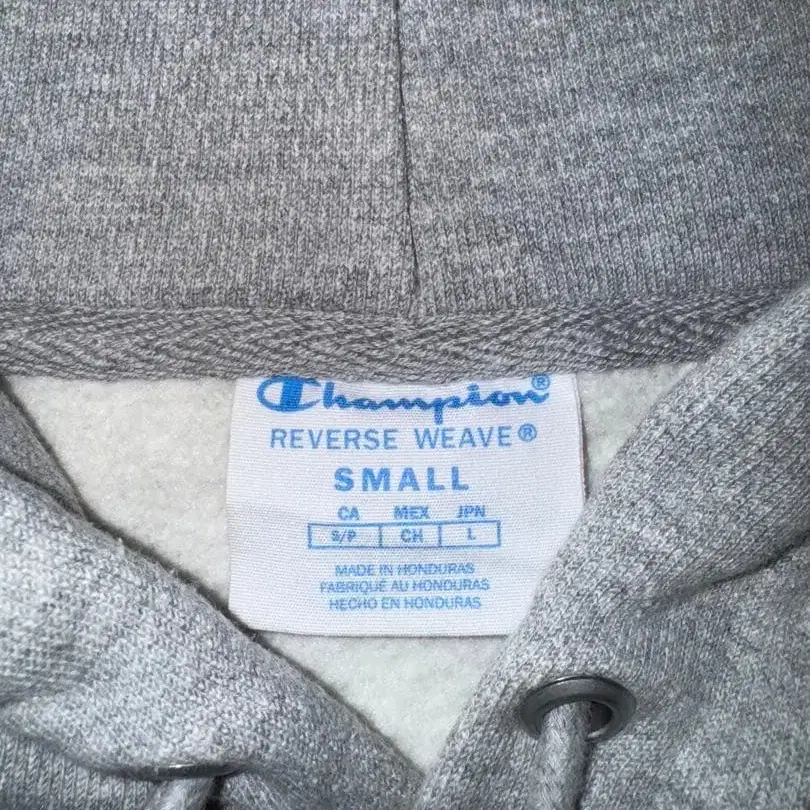 Champion®
REVERSE WEAVE®
SMALL
CA MEX JPN
S/P CH L
MADE IN HONDURAS
FABRIQUÉ AU HONDURAS
HECHO EN HONDURAS